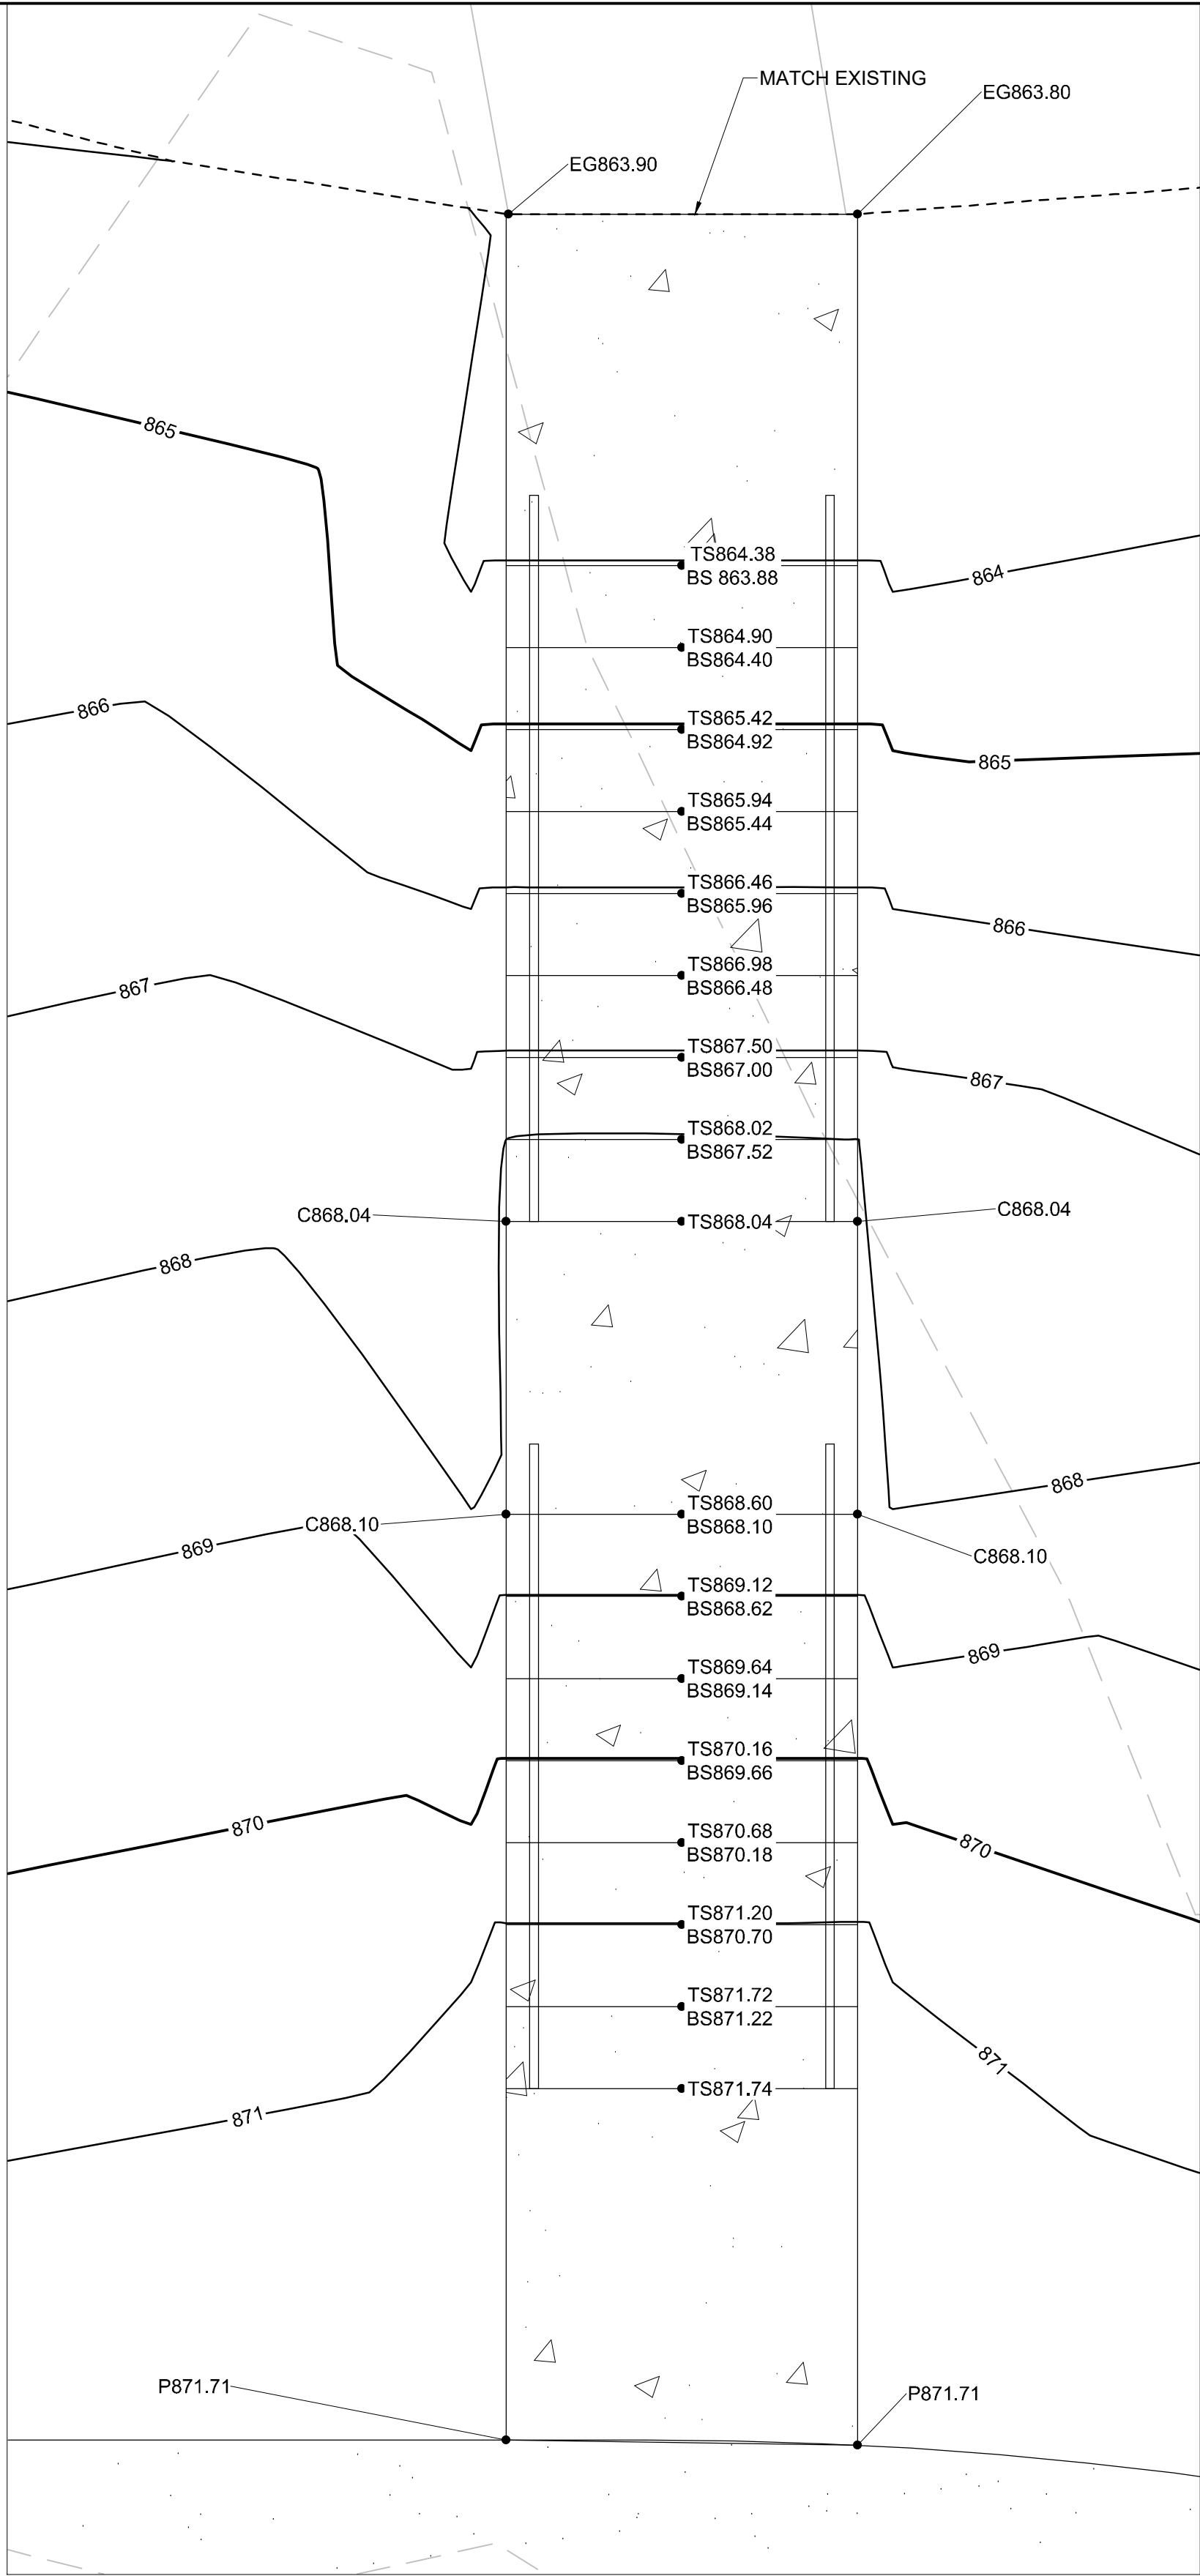 MATCH EXISTING
EG863.80
EG863.90
865
TS864.38
BS 863.88
864
TS864.90
BS864.40
866
TS865.42
BS864.92
865
TS865.94
BS865.44
TS866.46
BS865.96
866
867
TS866.98
BS866.48
TS867.50
BS867.00
867
TS868.02
BS867.52
C868.04
TS868.04
C868.04
868
868
TS868.60
BS868.10
C868.10
C868.10
869
TS869.12
BS868.62
869
TS869.64
BS869.14
TS870.16
BS869.66
870
TS870.68
BS870.18
870
TS871.20
BS870.70
TS871.72
BS871.22
871
TS871.74
871
P871.71
P871.71